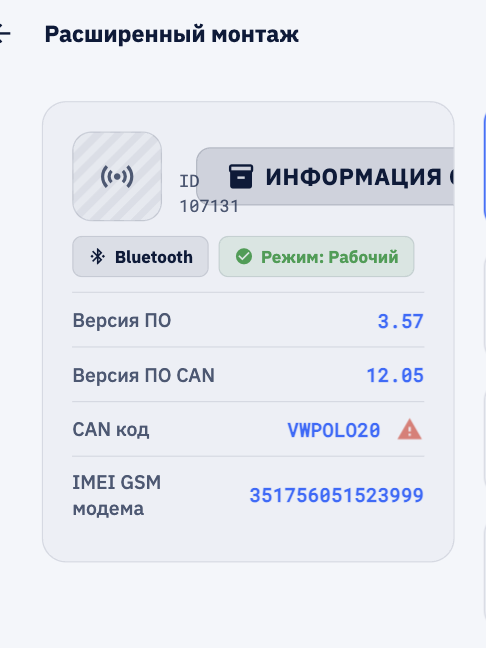 Расширенный монтаж
ИНФОРМАЦИЯ
ID
107131
Bluetooth
Режим: Рабочий
Версия ПО 3.57
Версия ПО CAN 12.05
CAN код VWPOLO20
IMEI GSM модема 351756051523999